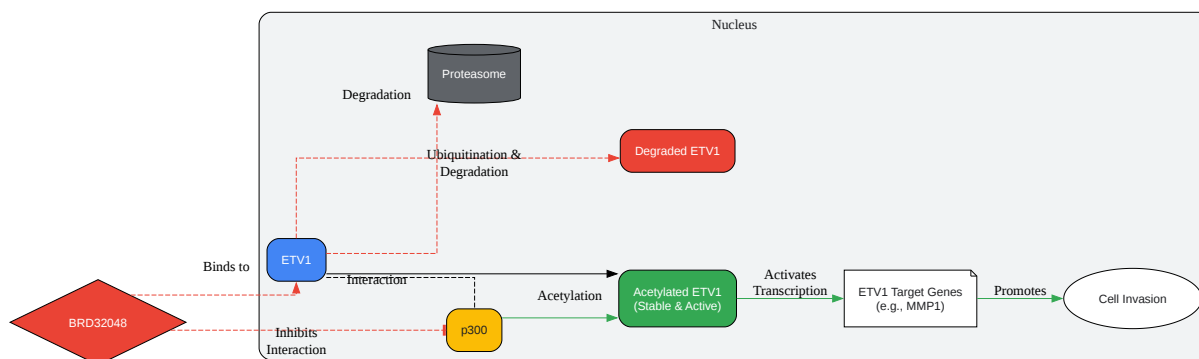 Nucleus
Proteasome
Degradation
Ubiquitination &
Degradation
Degraded ETV1
Binds to
ETV1
Interaction
BRD32048
Inhibits
Interaction
p300
Acetylation
Acetylated ETV1
(Stable & Active)
Activates
Transcription
ETV1 Target Genes
(e.g., MMP1)
Promotes
Cell Invasion